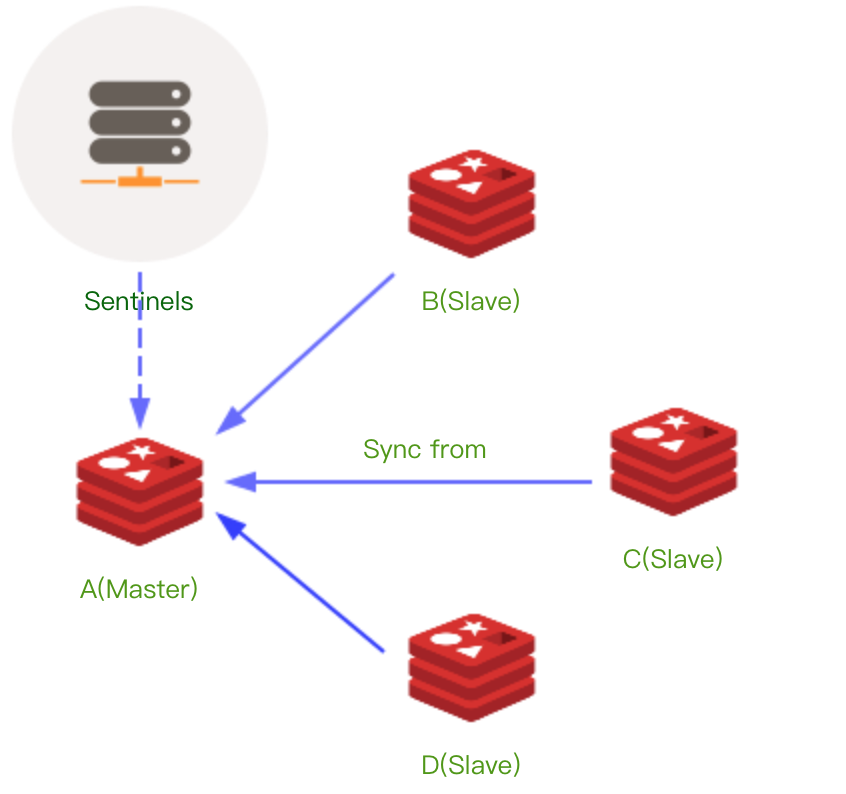 Sentinels
B(Slave)
Sync from
C(Slave)
A(Master)
D(Slave)